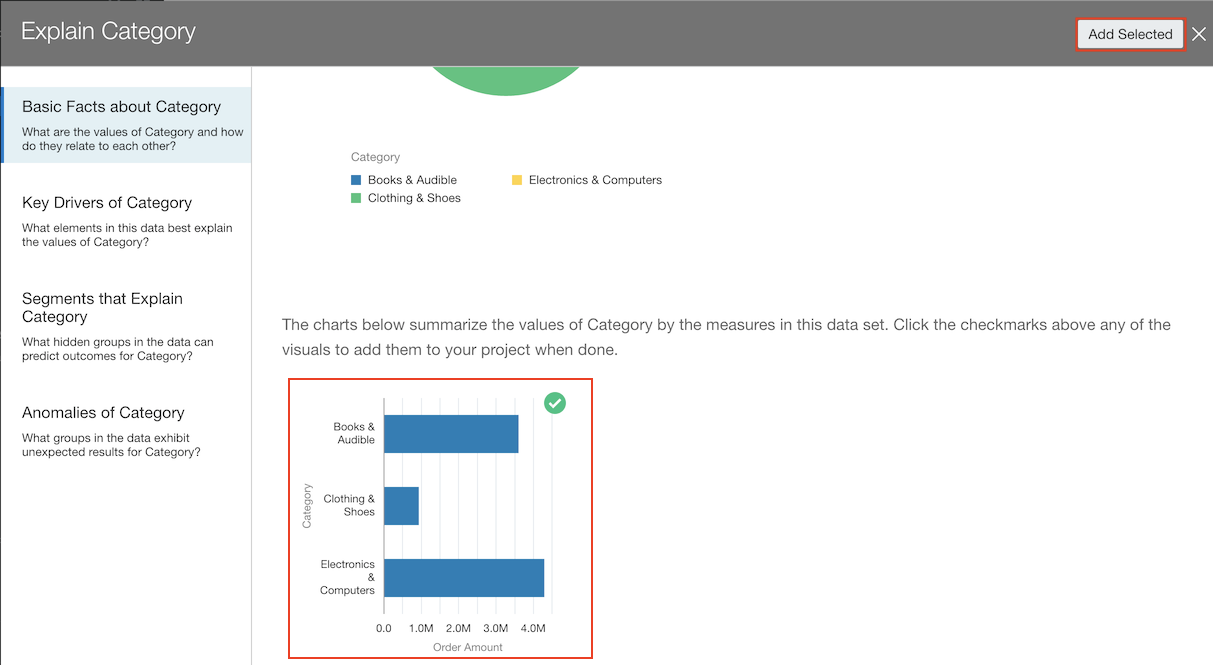 Explain Category
Add Selected
Basic Facts about Category
What are the values of Category and how
do they relate to each other?
Key Drivers of Category
What elements in this data best explain
the values of Category?
Segments that Explain
Category
What hidden groups in the data can
predict outcomes for Category?
Anomalies of Category
What groups in the data exhibit
unexpected results for Category?
Category
Books & Audible
Electronics & Computers
Clothing & Shoes
The charts below summarize the values of Category by the measures in this data set. Click the checkmarks above any of the
visuals to add them to your project when done.
Category
Books &
Audible
Clothing &
Shoes
Electronics
&
Computers
0.0 1.0M 2.0M 3.0M 4.0M
Order Amount